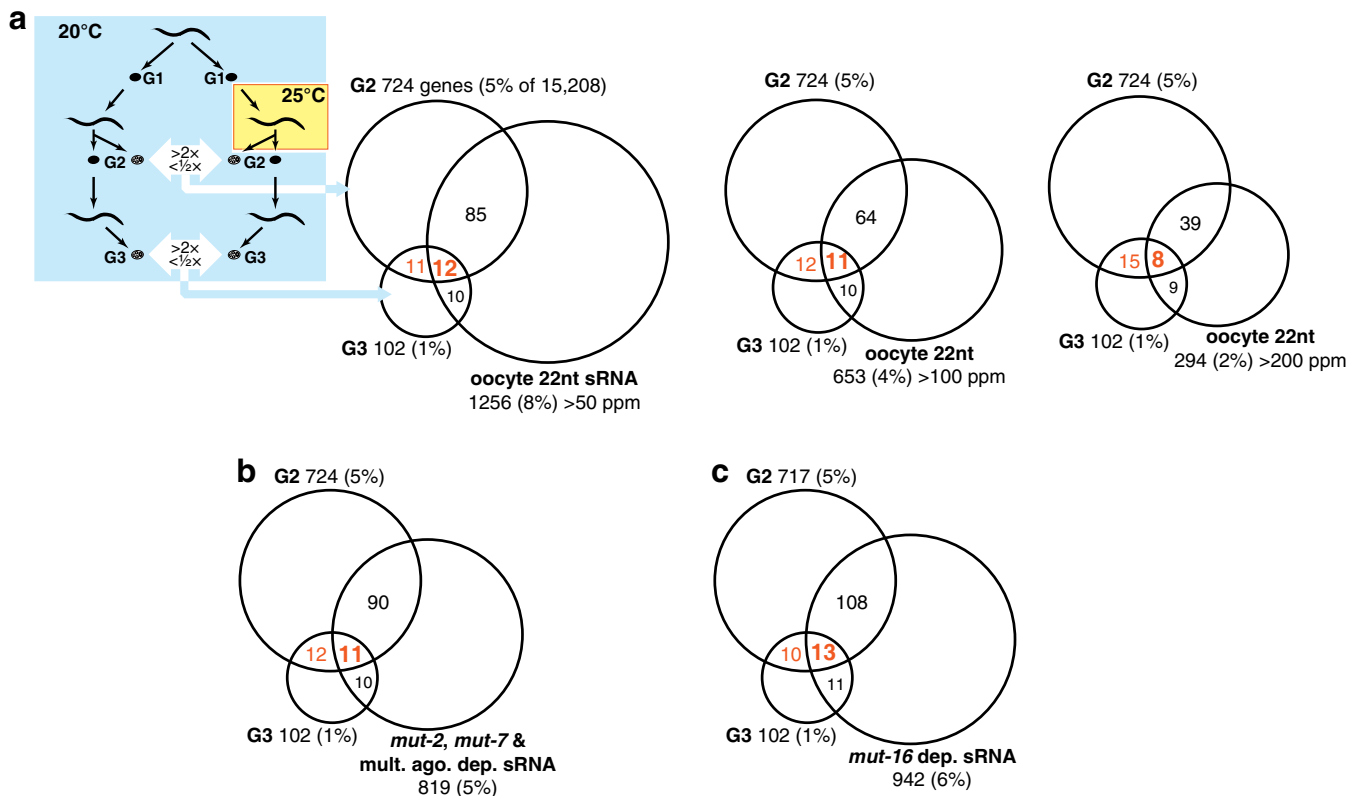 a
20°C
G1 G1
25°C
G2 >2× <½× G2
G3 >2× <½× G3
G2 724 genes (5% of 15,208)
85
11 12
10
G3 102 (1%)
oocyte 22nt sRNA
1256 (8%) >50 ppm
G2 724 (5%)
64
12 11
10
G3 102 (1%)
oocyte 22nt
653 (4%) >100 ppm
G2 724 (5%)
39
15 8
9
G3 102 (1%)
oocyte 22nt
294 (2%) >200 ppm
b
G2 724 (5%)
90
12 11
10
G3 102 (1%)
mut-2, mut-7 &
mult. ago. dep. sRNA
819 (5%)
c
G2 717 (5%)
108
10 13
11
G3 102 (1%)
mut-16 dep. sRNA
942 (6%)